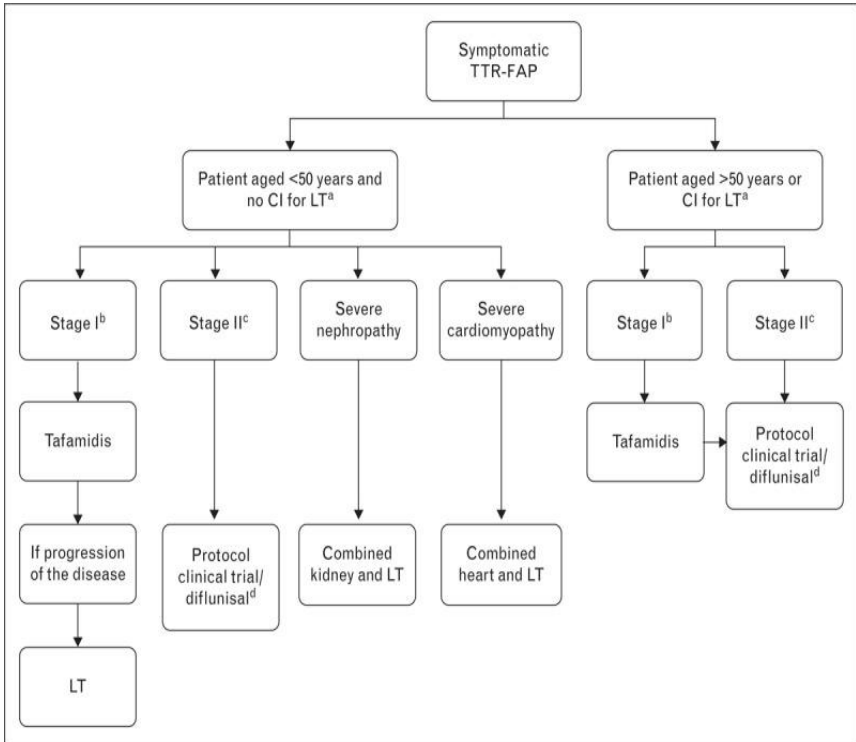 Symptomatic
TTR-FAP
Patient aged <50 years and
no CI for LTᵃ
Patient aged >50 years or
CI for LTᵃ
Stage Iᵇ
Stage IIᶜ
Severe
nephropathy
Severe
cardiomyopathy
Stage Iᵇ
Stage IIᶜ
Tafamidis
Tafamidis
Protocol
clinical trial/
diflunisalᵈ
If progression
of the disease
Protocol
clinical trial/
diflunisalᵈ
Combined
kidney and LT
Combined
heart and LT
LT